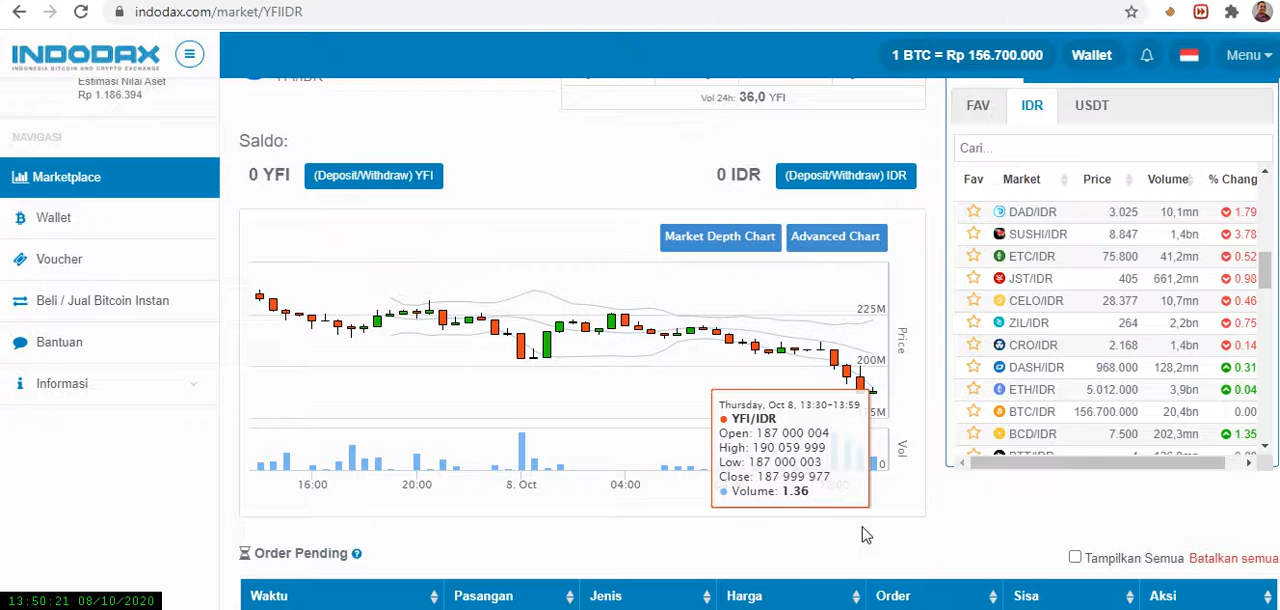 indodax.com/market/YFIIDR
INDODAX
INDONESIA BITCOIN AND CRYPTO EXCHANGE
1 BTC = Rp 156.700.000
Wallet
Menu
Estimasi Nilai Aset
Rp 1.186.394
NAVIGASI
Marketplace
Wallet
Voucher
Beli / Jual Bitcoin Instan
Bantuan
Informasi
YFI/IDR
Vol 24h: 36,0 YFI
Saldo:
0 YFI (Deposit/Withdraw) YFI 0 IDR (Deposit/Withdraw) IDR
Market Depth Chart Advanced Chart
225M
200M
Price
Vol
0
16:00 20:00 8. Oct 04:00
Thursday, Oct 8, 13:30-13:59
YFI/IDR
Open: 187 000 004
High: 190 059 999
Low: 187 000 003
Close: 187 999 977
Volume: 1.36
FAV IDR USDT
Cari...
Fav Market Price Volume % Chang
DAD/IDR 3.025 10,1mn 1.79
SUSHI/IDR 8.847 1,4bn 3.78
ETC/IDR 75.800 41,2mn 0.52
JST/IDR 405 661,2mn 0.98
CELO/IDR 28.377 10,7mn 0.46
ZIL/IDR 264 2,2bn 0.75
CRO/IDR 2.168 1,4bn 0.14
DASH/IDR 968.000 128,2mn 0.31
ETH/IDR 5.012.000 3,9bn 0.04
BTC/IDR 156.700.000 20,4bn 0.00
BCD/IDR 7.500 202,3mn 1.35
Order Pending
Tampilkan Semua Batalkan semua
Waktu Pasangan Jenis Harga Order Sisa Aksi
13:50:21 08/10/2020